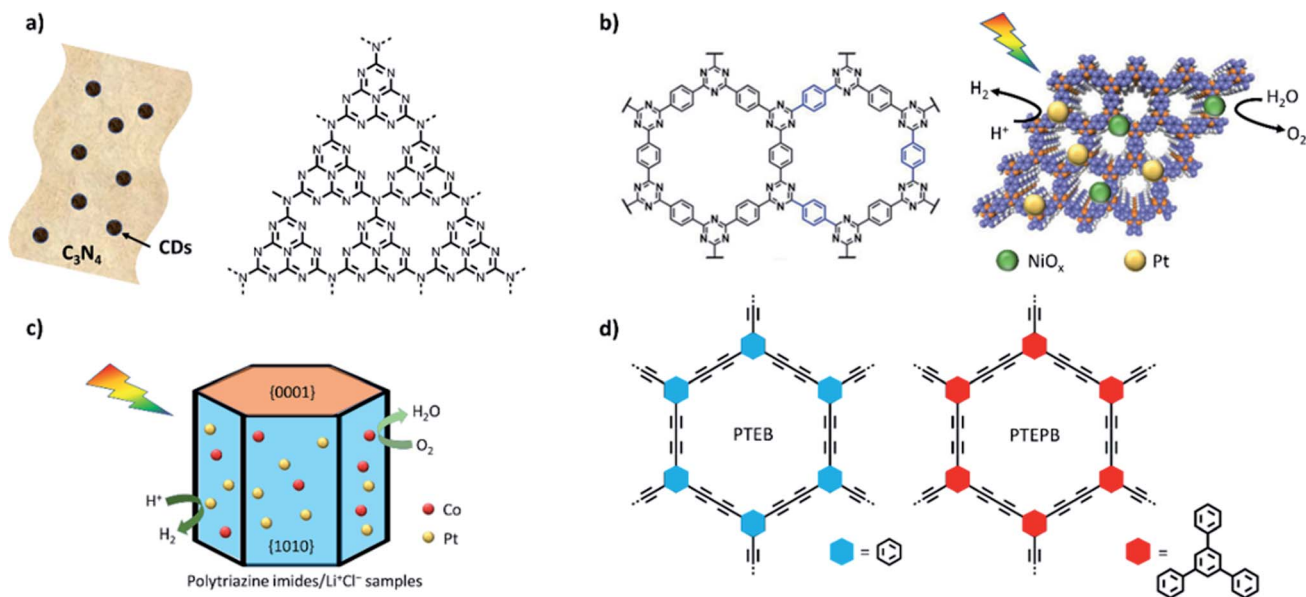 a)
C₃N₄
CDs
b)
H₂
H⁺
H₂O
O₂
NiOₓ
Pt
c)
{0001}
H₂O
O₂
H⁺
H₂
Co
Pt
{1010}
Polytriazine imides/Li⁺Cl⁻ samples
d)
PTEB
PTEPB
=
=